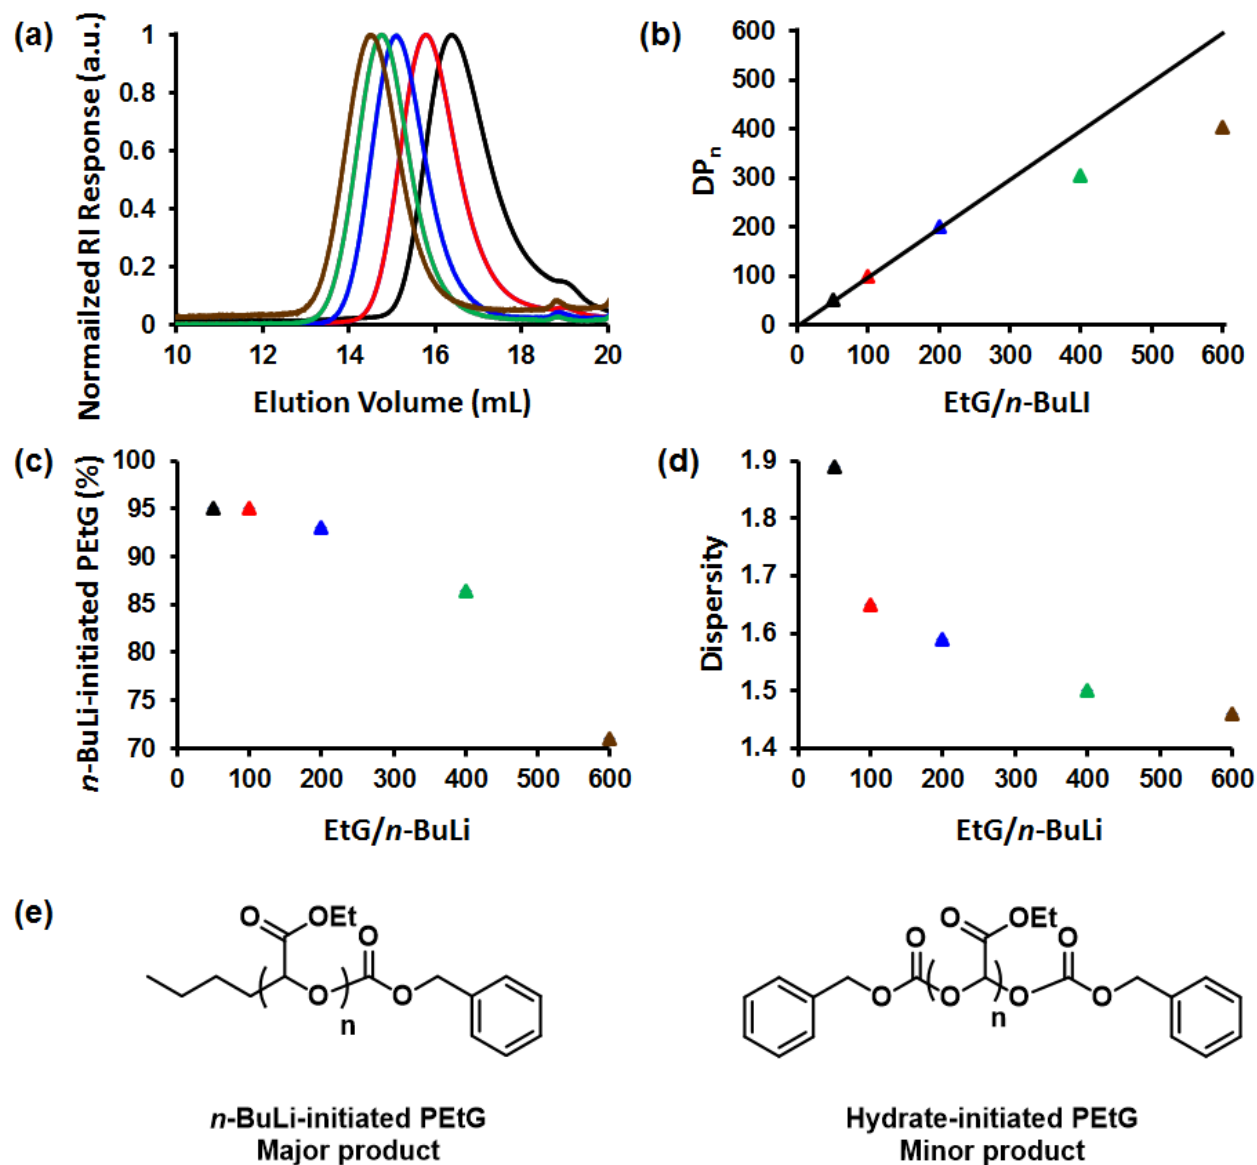 (a)
Normailzed RI Response (a.u.)
1
0.8
0.6
0.4
0.2
0
10 12 14 16 18 20
Elution Volume (mL)
(b)
DPn
600
500
400
300
200
100
0
0 100 200 300 400 500 600
EtG/n-BuLI
(c)
n-BuLi-initiated PEtG (%)
100
95
90
85
80
75
70
0 100 200 300 400 500 600
EtG/n-BuLi
(d)
Dispersity
1.9
1.8
1.7
1.6
1.5
1.4
0 100 200 300 400 500 600
EtG/n-BuLi
(e)
O OEt O
O O
n
n-BuLi-initiated PEtG
Major product
O O OEt O
O O O O
n
Hydrate-initiated PEtG
Minor product